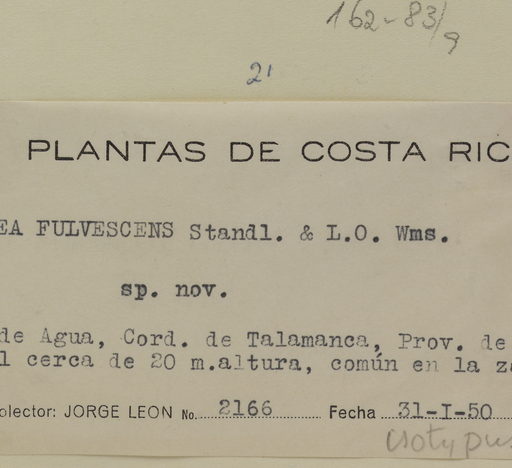 162-83/9
21
PLANTAS DE COSTA RIC
EA FULVESCENS Standl. & L.O. Wms.
sp. nov.
de Agua, Cord. de Talamanca, Prov. de
l cerca de 20 m.altura, común en la z
olector: JORGE LEON No. 2166 Fecha 31-I-50
isotypus